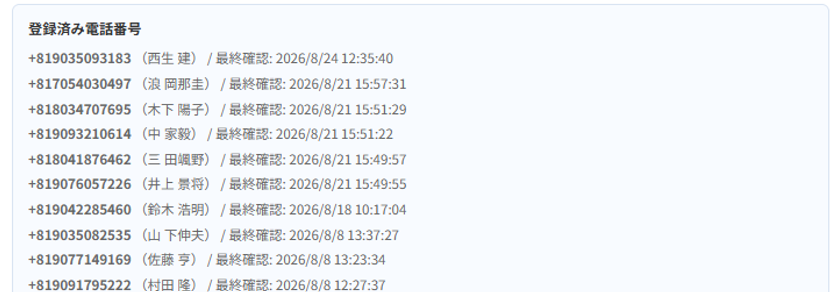 登録済み電話番号
+819035093183 （西生 建） / 最終確認: 2026/8/24 12:35:40
+817054030497 （浪 岡那圭） / 最終確認: 2026/8/21 15:57:31
+818034707695 （木下 陽子） / 最終確認: 2026/8/21 15:51:29
+819093210614 （中 家毅） / 最終確認: 2026/8/21 15:51:22
+818041876462 （三 田颯野） / 最終確認: 2026/8/21 15:49:57
+819076057226 （井上 景将） / 最終確認: 2026/8/21 15:49:55
+819042285460 （鈴木 浩明） / 最終確認: 2026/8/18 10:17:04
+819035082535 （山 下伸夫） / 最終確認: 2026/8/8 13:37:27
+819077149169 （佐藤 亨） / 最終確認: 2026/8/8 13:23:34
+819091795222 （村田 隆） / 最終確認: 2026/8/8 12:27:37